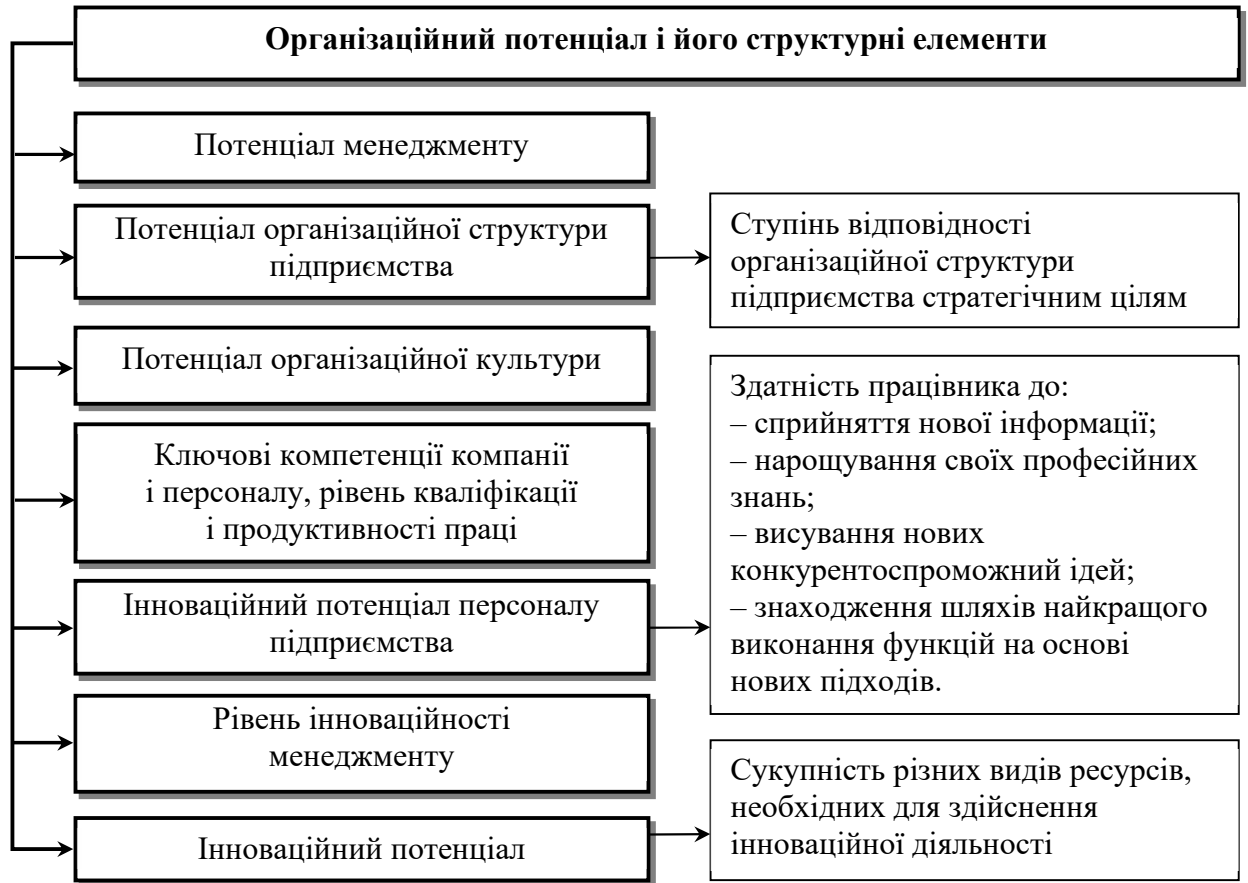 Організаційний потенціал і його структурні елементи
Потенціал менеджменту
Потенціал організаційної структури
підприємства
Ступінь відповідності
організаційної структури
підприємства стратегічним цілям
Потенціал організаційної культури
Ключові компетенції компанії
і персоналу, рівень кваліфікації
і продуктивності праці
Інноваційний потенціал персоналу
підприємства
Здатність працівника до:
– сприйняття нової інформації;
– нарощування своїх професійних
знань;
– висування нових
конкурентоспроможний ідей;
– знаходження шляхів найкращого
виконання функцій на основі
нових підходів.
Рівень інноваційності
менеджменту
Інноваційний потенціал
Сукупність різних видів ресурсів,
необхідних для здійснення
інноваційної діяльності